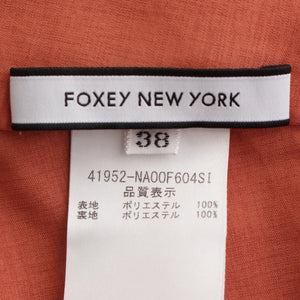 FOXEY NEW YORK
38
41952-NA00F604SI
品質表示
表地 ポリエステル 100%
裏地 ポリエステル 100%